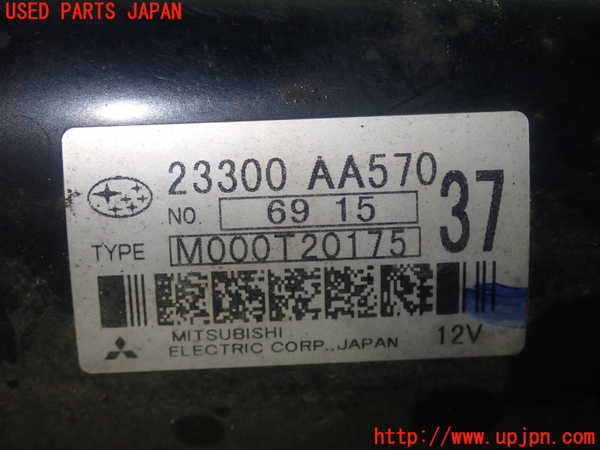 USED PARTS JAPAN
23300 AA570
37
NO. 69 15
TYPE M000T20175
MITSUBISHI
ELECTRIC CORP., JAPAN 12V
http://www.upjpn.com/